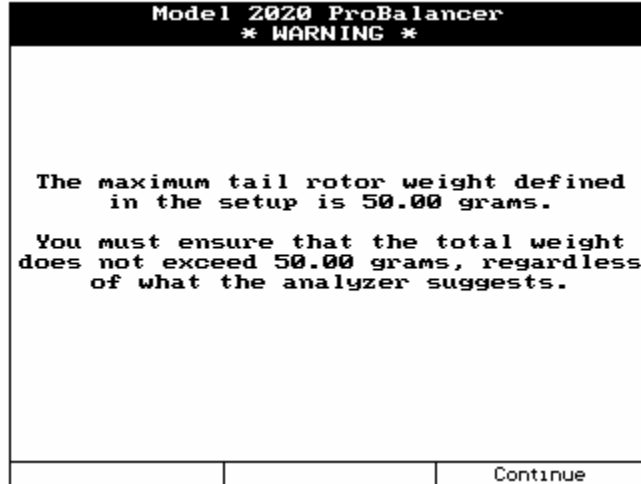 Model 2020 ProBalancer
* WARNING *
The maximum tail rotor weight defined
in the setup is 50.00 grams.
You must ensure that the total weight
does not exceed 50.00 grams, regardless
of what the analyzer suggests.
Continue